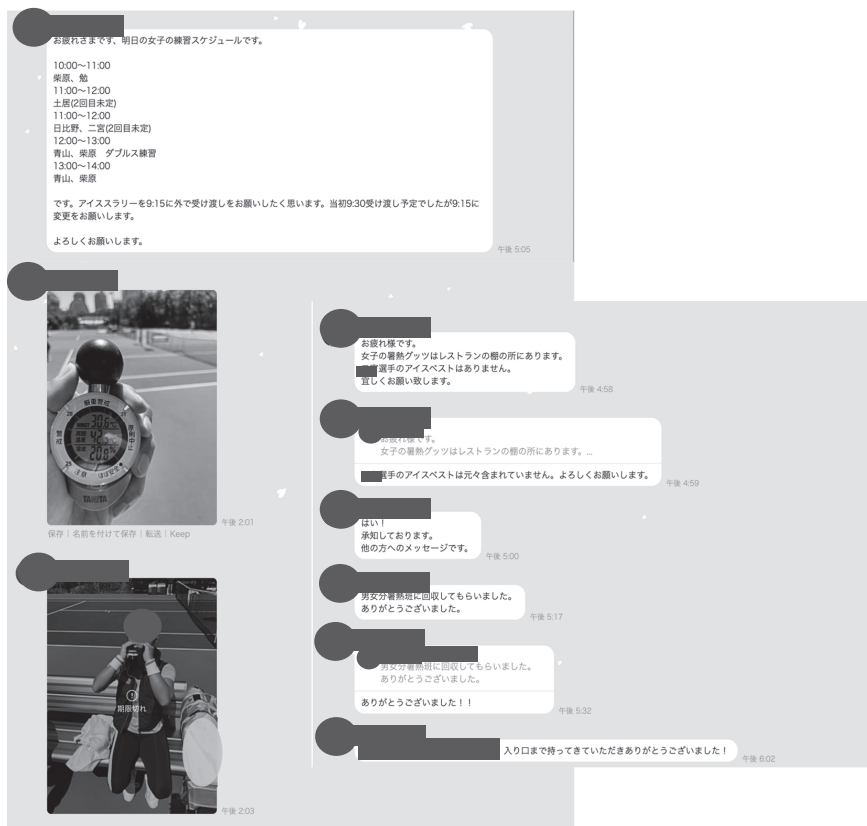 お疲れさまです、明日の女子の練習スケジュールです。
10:00〜11:00
柴原、勉
11:00〜12:00
土居(2回目未定)
11:00〜12:00
日比野、二宮(2回目未定)
12:00〜13:00
青山、柴原　ダブルス練習
13:00〜14:00
青山、柴原
です。アイススラリーを9:15に外で受け渡しをお願いしたく思います。当初9:30受け渡し予定でしたが9:15に
変更をお願いします。
よろしくお願いします。
午後 5:05
厳重警戒
警戒
原則中止
注意
ほぼ安全
30.6
20.8
TANITA
午後 2:01
保存｜名前を付けて保存｜転送｜Keep
期限切れ
午後 2:03
お疲れ様です。
女子の暑熱グッツはレストランの棚の所にあります。
選手のアイスベストはありません。
宜しくお願い致します。
午後 4:58
お疲れ様です。
女子の暑熱グッツはレストランの棚の所にあります。...
選手のアイスベストは元々含まれていません。よろしくお願いします。
午後 4:59
はい！
承知しております。
他の方へのメッセージです。
午後 5:00
男女分暑熱班に回収してもらいました。
ありがとうございました。
午後 5:17
男女分暑熱班に回収してもらいました。
ありがとうございました。
ありがとうございました！！
午後 5:32
入り口まで持ってきていただきありがとうございました！
午後 6:02